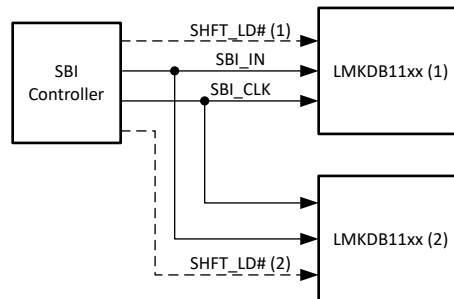 SHFT_LD# (1)
SBI
Controller
SBI_IN
SBI_CLK
LMKDB11xx (1)
LMKDB11xx (2)
SHFT_LD# (2)